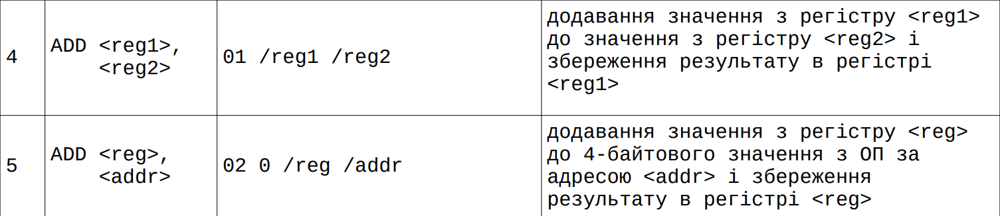 4
ADD <reg1>,
<reg2>
01 /reg1 /reg2
додавання значення з регістру <reg1>
до значення з регістру <reg2> і
збереження результату в регістрі
<reg1>
5
ADD <reg>,
<addr>
02 0 /reg /addr
додавання значення з регістру <reg>
до 4-байтового значення з ОП за
адресою <addr> і збереження
результату в регістрі <reg>